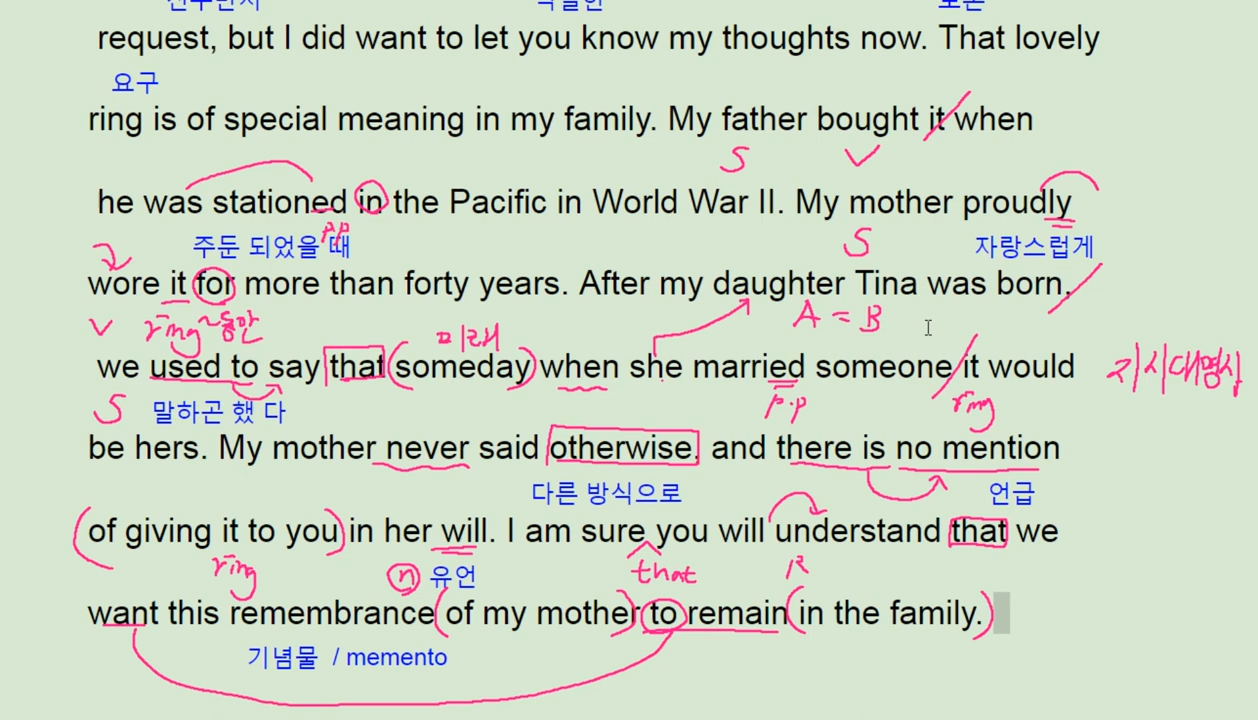 request, but I did want to let you know my thoughts now. That lovely
요구
ring is of special meaning in my family. My father bought it when
S V
he was stationed in the Pacific in World War II. My mother proudly
p.p
주둔 되었을 때 S 자랑스럽게
wore it for more than forty years. After my daughter Tina was born,
V ring ~동안 A = B
미래
we used to say that (someday) when she married someone it would 지시대명사
S 말하곤 했 다 p.p ring
be hers. My mother never said otherwise, and there is no mention
다른 방식으로 언급
(of giving it to you) in her will. I am sure you will understand that we
ring n 유언 that R
want this remembrance (of my mother) to remain (in the family.)
기념물 / memento